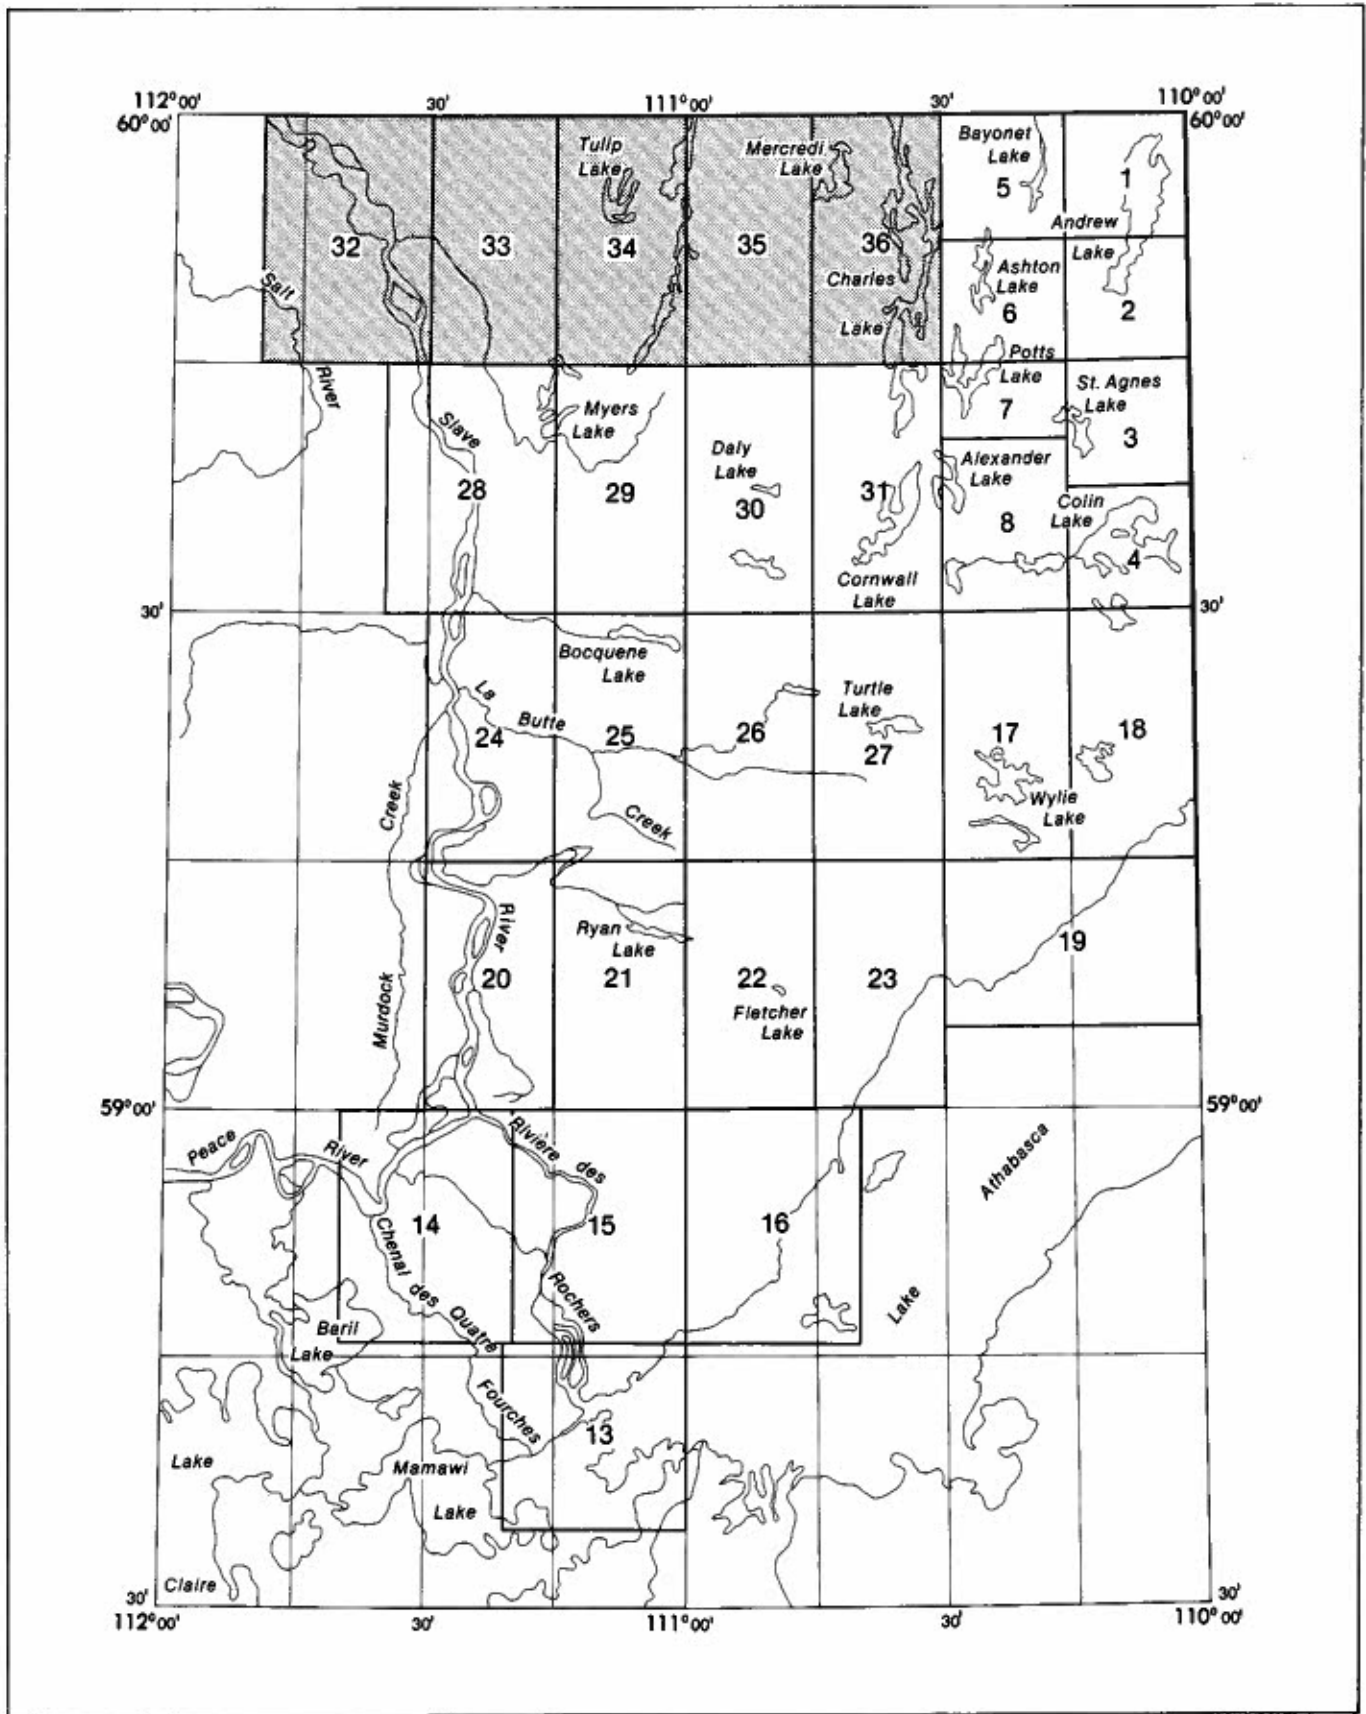 112° 00'
30'
111° 00'
30'
110° 00'
60° 00'
60° 00'
Tulip
Lake
Mercredi
Lake
Bayonet
Lake
5
1
Andrew
Lake
32
33
34
35
36
Charles
Lake
Ashton
Lake
6
2
Salt
River
Potts
Lake
7
St. Agnes
Lake
3
Myers
Lake
Slave
Daly
Lake
Alexander
Lake
28
29
30
31
8
Colin
Lake
4
Cornwall
Lake
30'
30'
Bocquene
Lake
La
Butte
Creek
Turtle
Lake
24
25
26
27
17
18
Wylie
Lake
Creek
Murdock
River
Ryan
Lake
19
20
21
22
23
Fletcher
Lake
59° 00'
59° 00'
Peace
River
Rivière des
Rochers
Athabasca
Lake
14
15
16
Chenal des Quatre
Fourches
Baril
Lake
13
Lake
Claire
Mamawi
Lake
30'
30'
112° 00'
30'
111° 00'
30'
110° 00'